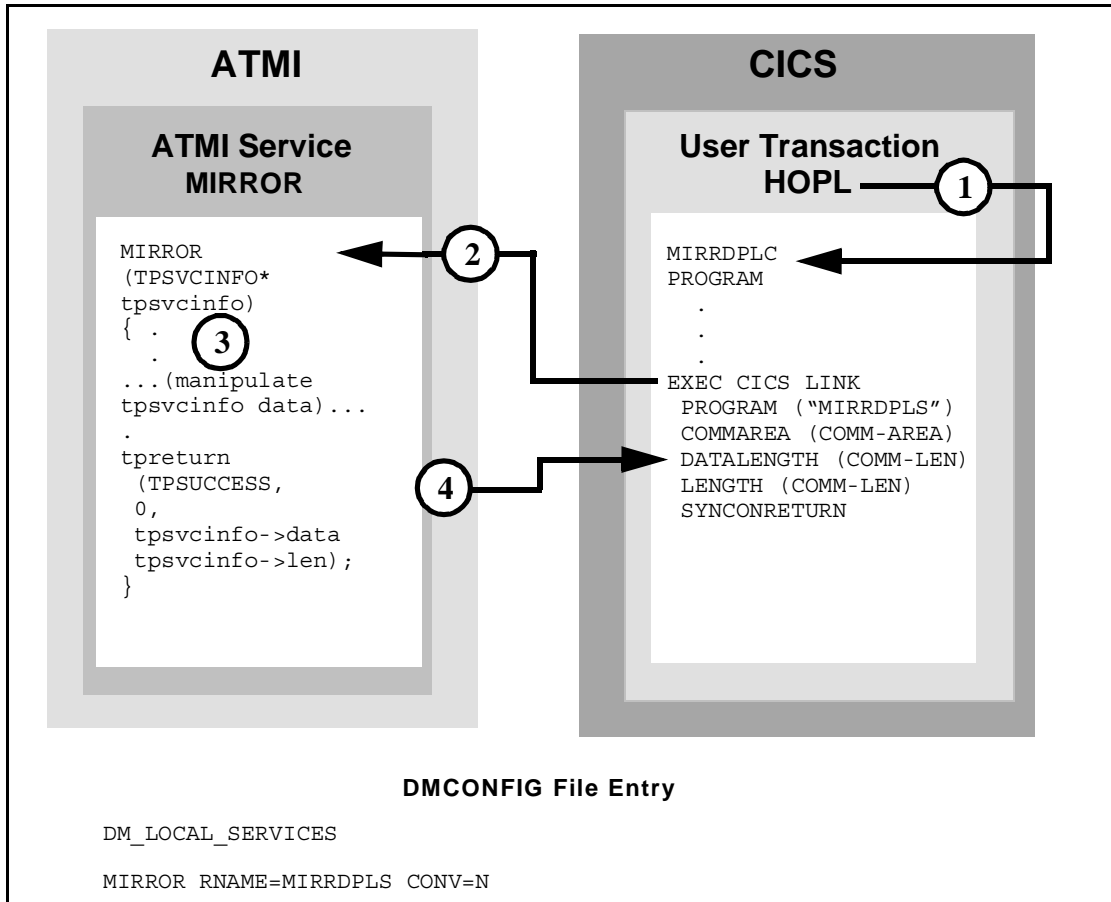 ATMI
ATMI Service
MIRROR
MIRROR
(TPSVCINFO*
tpsvcinfo)
{ .
.
3
...(manipulate
tpsvcinfo data)...
.
tpreturn
(TPSUCCESS,
0,
tpsvcinfo->data
tpsvcinfo->len);
}
2
4
CICS
User Transaction
HOPL
1
MIRRDPLC
PROGRAM
.
.
.
EXEC CICS LINK
PROGRAM (“MIRRDPLS”)
COMMAREA (COMM-AREA)
DATALENGTH (COMM-LEN)
LENGTH (COMM-LEN)
SYNCONRETURN
DMCONFIG File Entry
DM_LOCAL_SERVICES
MIRROR RNAME=MIRRDPLS CONV=N